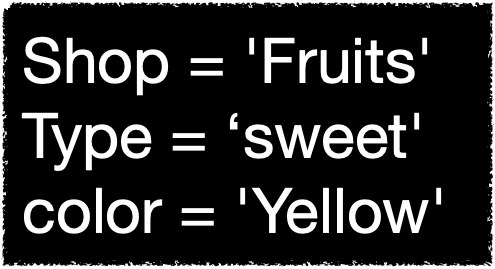 Shop = 'Fruits'
Type = ‘sweet'
color = 'Yellow'